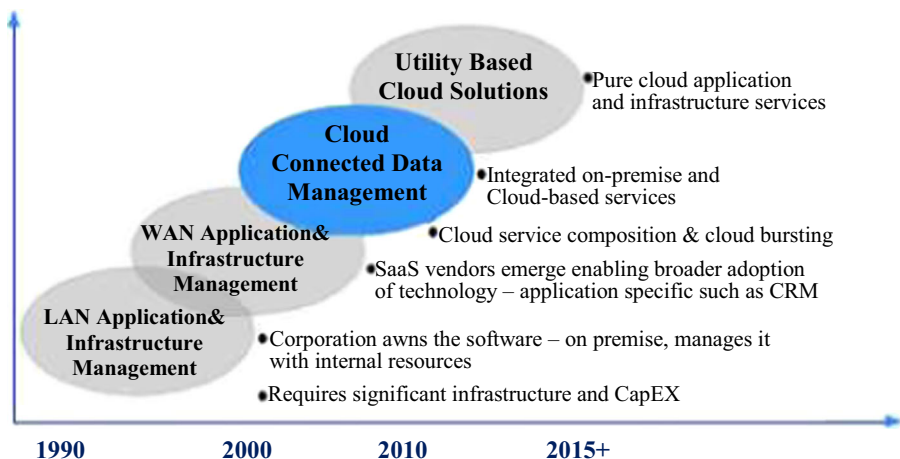 Utility Based
Cloud Solutions
Pure cloud application
and infrastructure services
Cloud
Connected Data
Management
Integrated on-premise and
Cloud-based services
WAN Application&
Infrastructure
Management
Cloud service composition & cloud bursting
SaaS vendors emerge enabling broader adoption
of technology – application specific such as CRM
LAN Application&
Infrastructure
Management
Corporation awns the software – on premise, manages it
with internal resources
Requires significant infrastructure and CapEX
1990 2000 2010 2015+